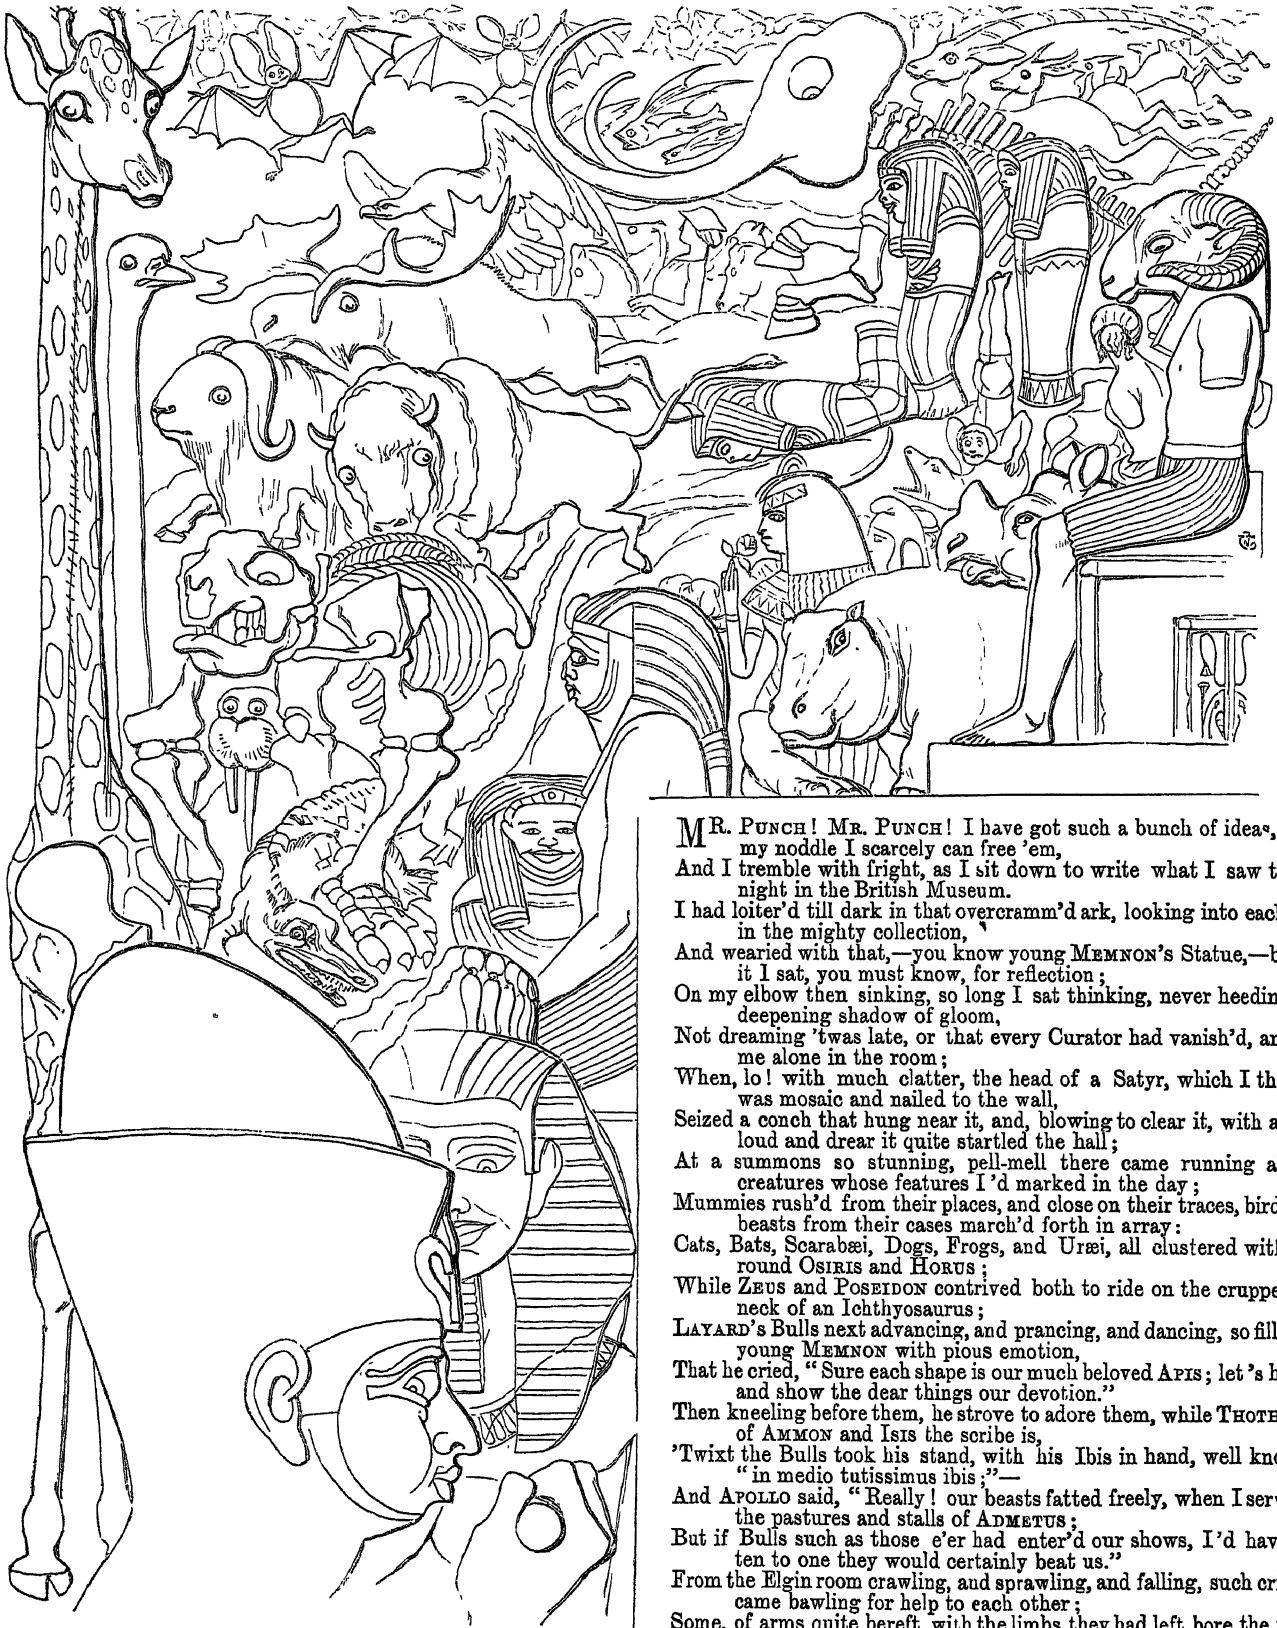 MR. PUNCH! MR. PUNCH! I have got such a bunch of ideas,
my noddle I scarcely can free 'em,
And I tremble with fright, as I sit down to write what I saw
night in the British Museum.
I had loiter'd till dark in that overcramm'd ark, looking into
in the mighty collection,
And wearied with that,—you know young MEMNON'S Statue,—
it I sat, you must know, for reflection;
On my elbow then sinking, so long I sat thinking, never
deepening shadow of gloom,
Not dreaming 'twas late, or that every Curator had vanish'd,
me alone in the room;
When, lo! with much clatter, the head of a Satyr, which I
was mosaic and nailed to the wall,
Seized a conch that hung near it, and, blowing to clear it, with
loud and drear it quite startled the hall;
At a summons so stunning, pell-mell there came running
creatures whose features I'd marked in the day;
Mummies rush'd from their places, and close on their traces,
beasts from their cases march'd forth in array:
Cats, Bats, Scarabæi, Dogs, Frogs, and Uræi, all clustered
round OSIRIS and HORUS;
While ZEUS and POSEIDON contrived both to ride on the
neck of an Ichthyosaurus;
LAYARD'S Bulls next advancing, and prancing, and dancing, so
young MEMNON with pious emotion,
That he cried, "Sure each shape is our much beloved APIS; let's
and show the dear things our devotion."
Then kneeling before them, he strove to adore them, while
of AMMON and ISIS the scribe is,
'Twixt the Bulls took his stand, with his Ibis in hand, well
"in medio tutissimus ibis;"—
And APOLLO said, "Really! our beasts fatted freely, when I
the pastures and stalls of ADMETUS;
But if Bulls such as those e'er had enter'd our shows, I'd
ten to one they would certainly beat us."
From the Elgin room crawling, and sprawling, and falling, such
came bawling for help to each other;
Some, of arms quite bereft, with the limbs they had left, bore the